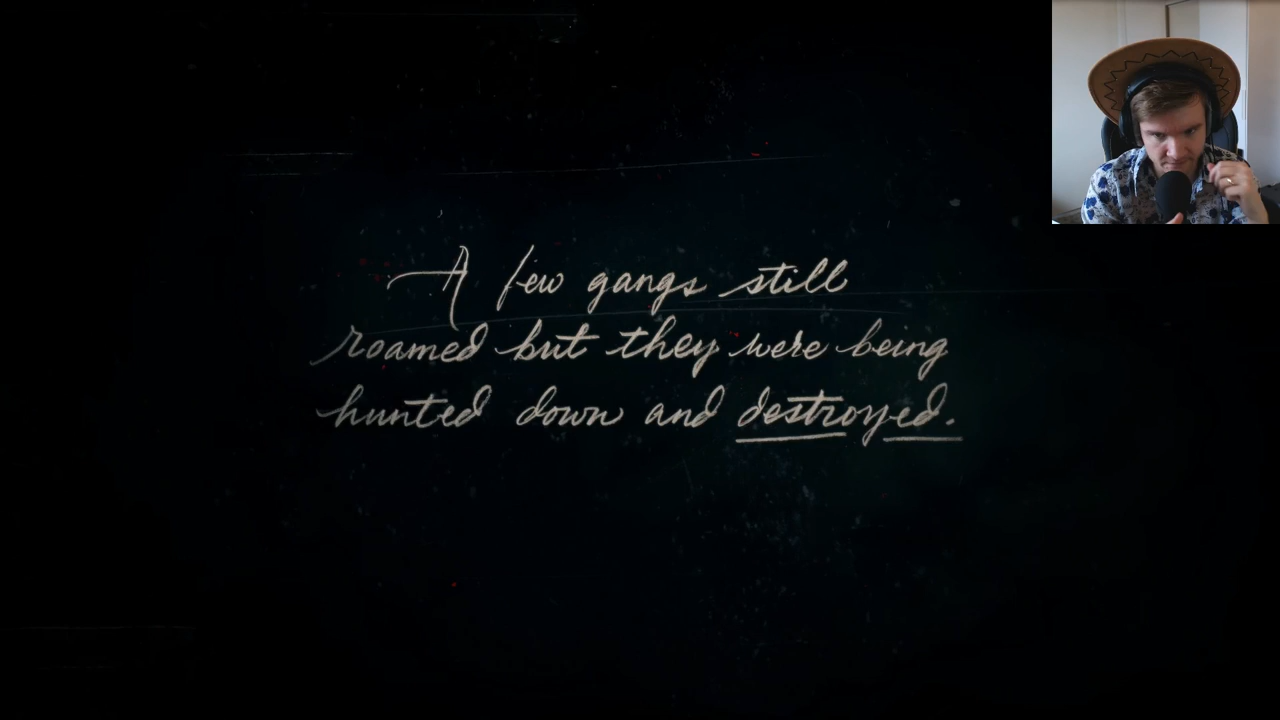 A few gangs still
roamed but they were being
hunted down and destroyed.